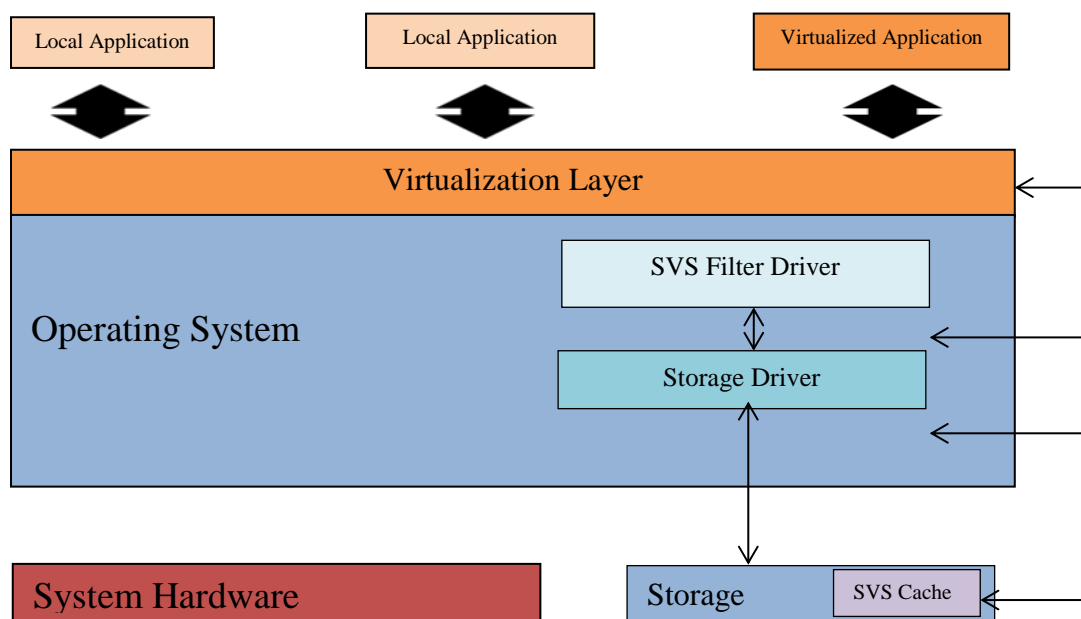 Local Application
Local Application
Virtualized Application
Virtualization Layer
SVS Filter Driver
Operating System
Storage Driver
System Hardware
Storage
SVS Cache